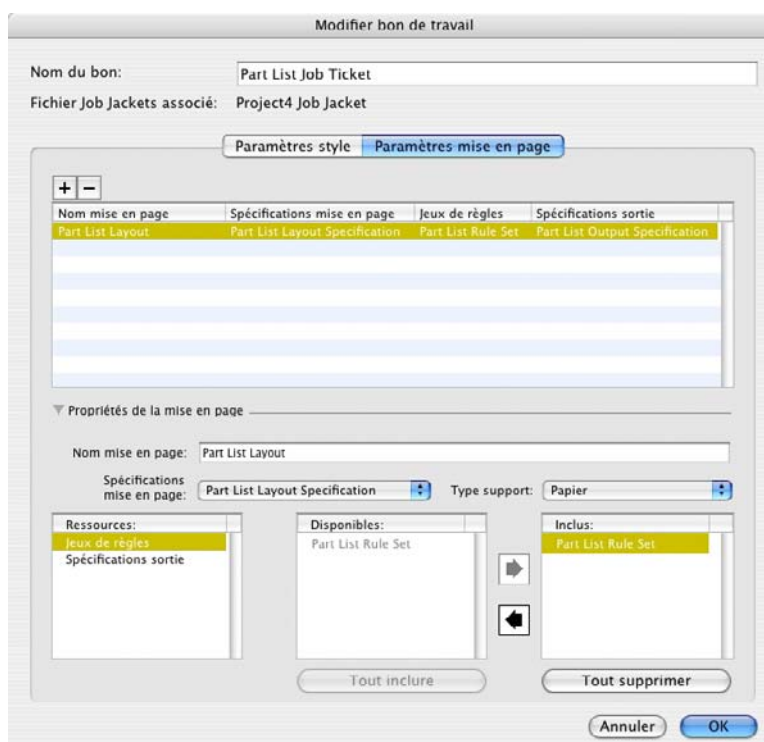 Modifier bon de travail
Nom du bon: Part List Job Ticket
Fichier Job Jackets associé: Project4 Job Jacket
Paramètres style Paramètres mise en page
+ −
Nom mise en page Spécifications mise en page Jeux de règles Spécifications sortie
Part List Layout Part List Layout Specification Part List Rule Set Part List Output Specification
Propriétés de la mise en page
Nom mise en page: Part List Layout
Spécifications
mise en page: Part List Layout Specification Type support: Papier
Ressources: Disponibles: Inclus:
Jeux de règles Part List Rule Set Part List Rule Set
Spécifications sortie
Tout inclure Tout supprimer
Annuler OK